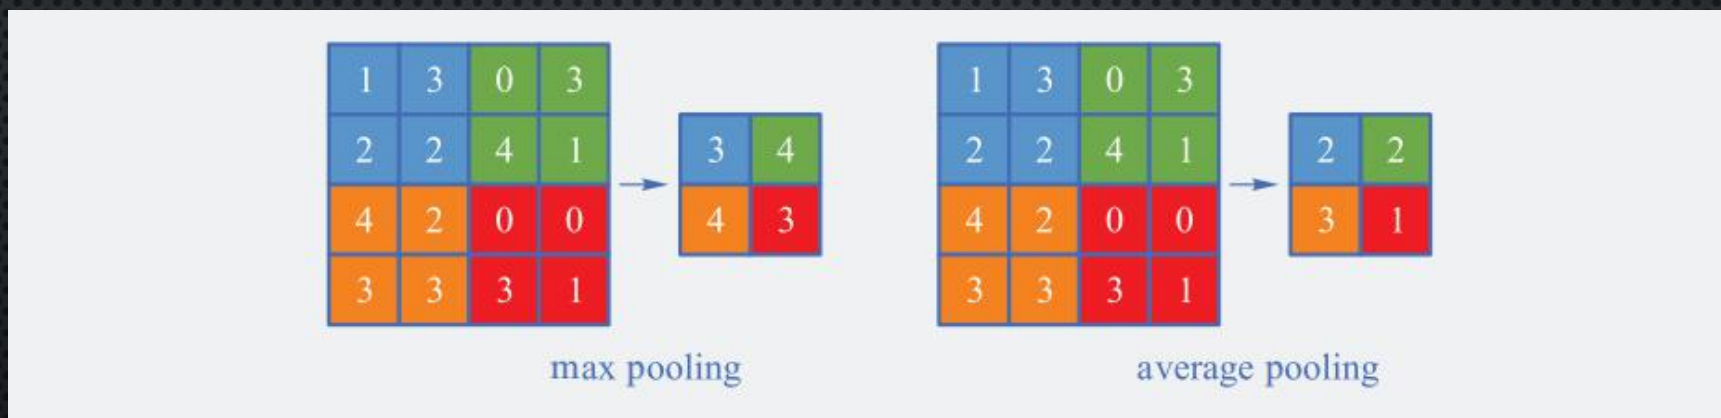 1 3 0 3 1 3 0 3
2 2 4 1 3 4 2 2 4 1 2 2
4 2 0 0 4 3 4 2 0 0 3 1
3 3 3 1 3 3 3 1
max pooling average pooling